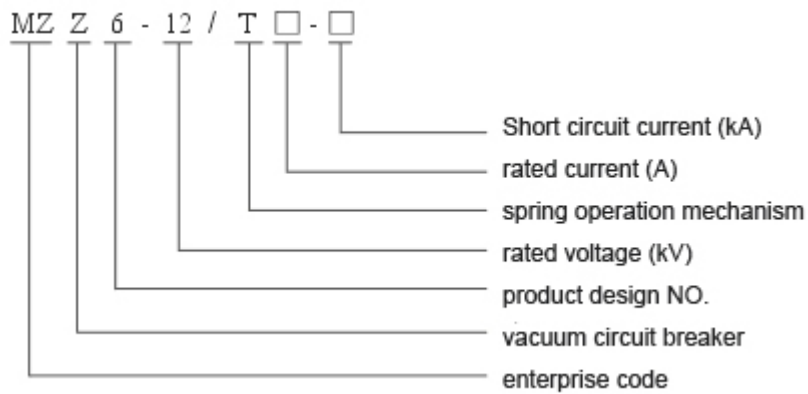 MZ Z 6 - 12 / T □ - □
Short circuit current (kA)
rated current (A)
spring operation mechanism
rated voltage (kV)
product design NO.
vacuum circuit breaker
enterprise code